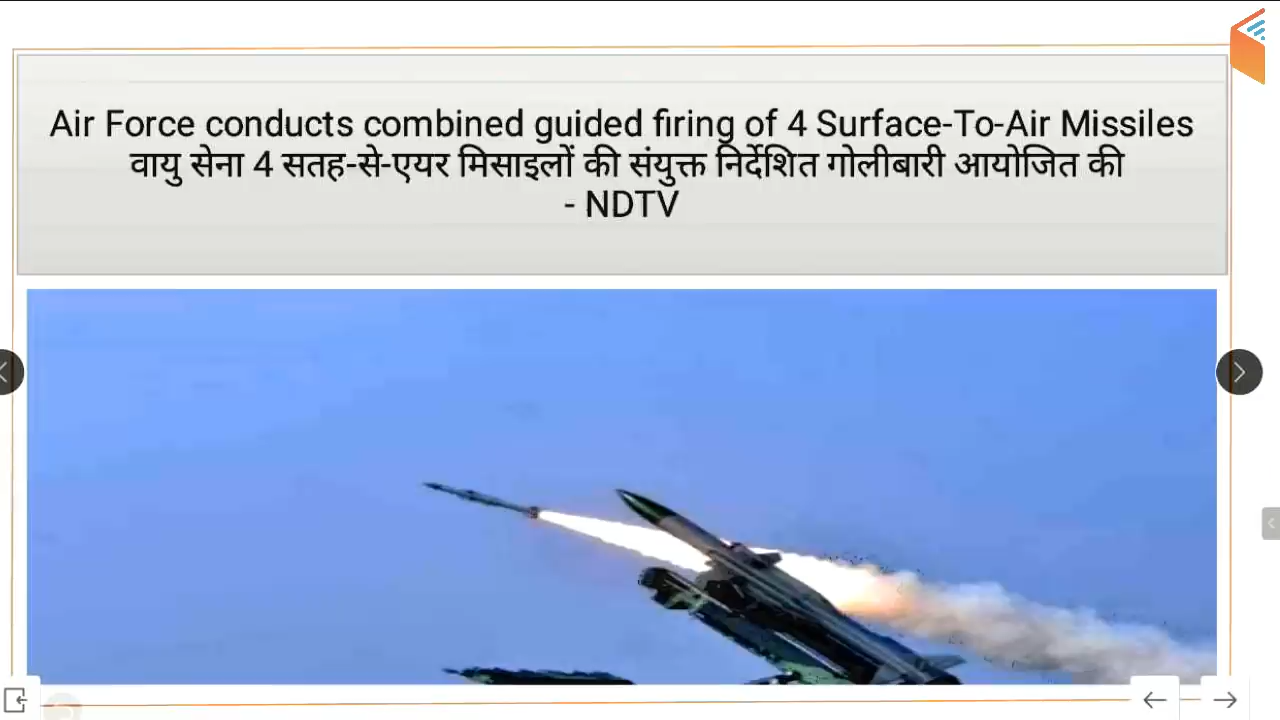 Air Force conducts combined guided firing of 4 Surface-To-Air Missiles
वायु सेना 4 सतह-से-एयर मिसाइलों की संयुक्त निर्देशित गोलीबारी आयोजित की
- NDTV